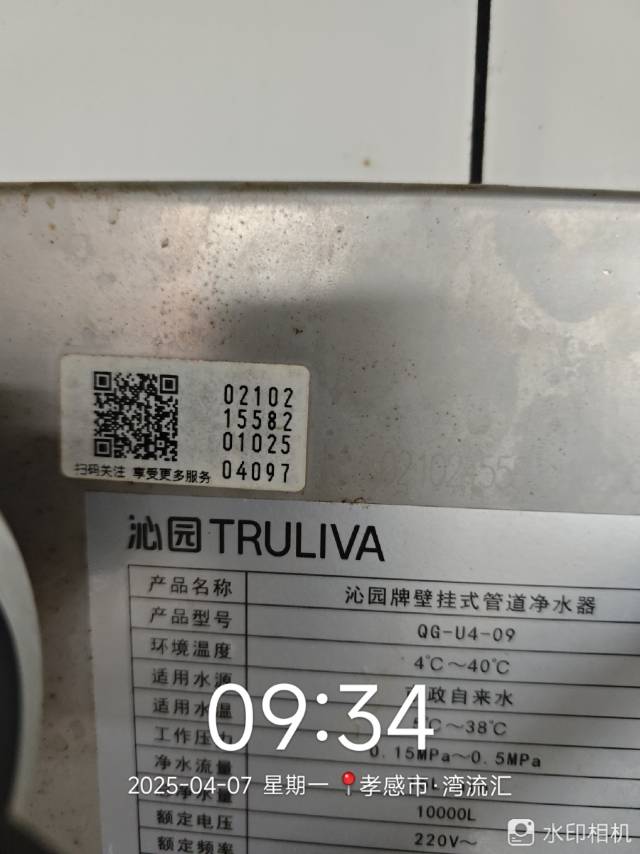 02102
15582
01025
04097
扫码关注 享受更多服务
沁园 TRULIVA
产品名称 沁园牌壁挂式管道净水器
产品型号 QG-U4-09
环境温度 4℃～40℃
适用水源 政自来水
适用水温 ℃～38℃
工作压力 0.15MPa～0.5MPa
净水流量
净水量 10000L
额定电压 220V～
额定频率
09:34
2025-04-07 星期一 孝感市·湾流汇
水印相机